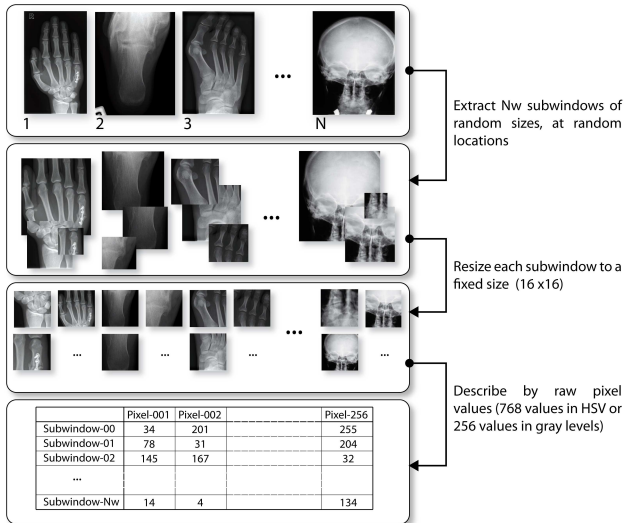 1 2 3 ... N
Extract Nw subwindows of
random sizes, at random
locations
...
Resize each subwindow to a
fixed size (16 x16)
...
... ... ... ... ...
Describe by raw pixel
values (768 values in HSV or
256 values in gray levels)
Pixel-001 Pixel-002 Pixel-256
Subwindow-00 34 201 255
Subwindow-01 78 31 204
Subwindow-02 145 167 32
...
Subwindow-Nw 14 4 134